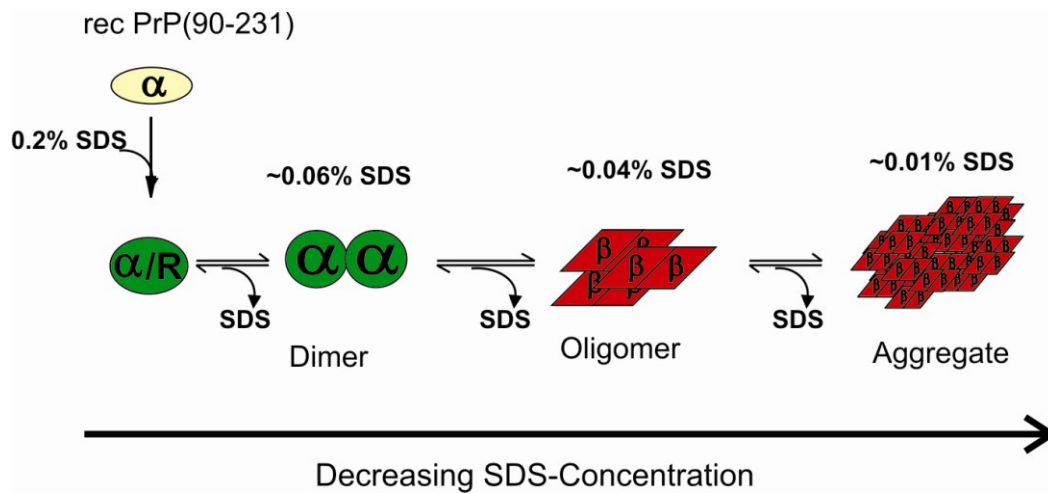 rec PrP(90-231)
α
0.2% SDS
~0.06% SDS
~0.04% SDS
~0.01% SDS
α/R
α α
β β β β β β
β β β β β β β β β β β β β β β β β β β β β β
SDS
SDS
SDS
Dimer
Oligomer
Aggregate
Decreasing SDS-Concentration